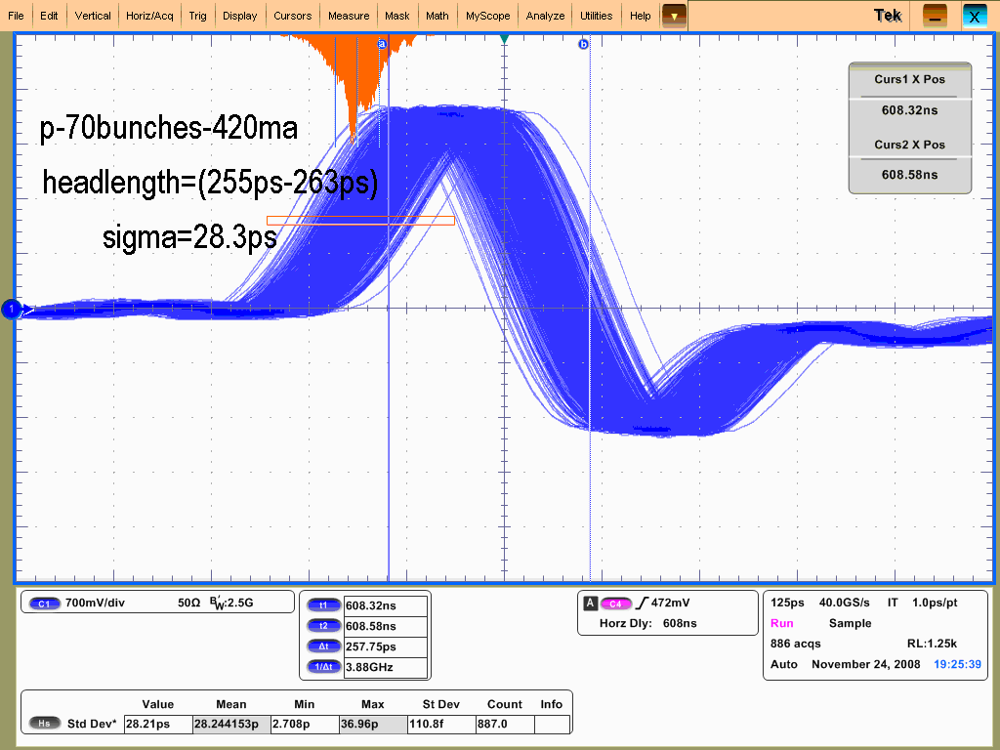 File Edit Vertical Horiz/Acq Trig Display Cursors Measure Mask Math MyScope Analyze Utilities Help Tek X
a b
Curs1 X Pos
608.32ns
Curs2 X Pos
608.58ns
p-70bunches-420ma
headlength=(255ps-263ps)
sigma=28.3ps
1
C1 700mV/div 50Ω BW:2.5G
t1 608.32ns
t2 608.58ns
Δt 257.75ps
1/Δt 3.88GHz
A C4 472mV
Horz Dly: 608ns
125ps 40.0GS/s IT 1.0ps/pt
Run Sample
886 acqs RL:1.25k
Auto November 24, 2008 19:25:39
Value Mean Min Max St Dev Count Info
Hs Std Dev* 28.21ps 28.244153p 2.708p 36.96p 110.8f 887.0